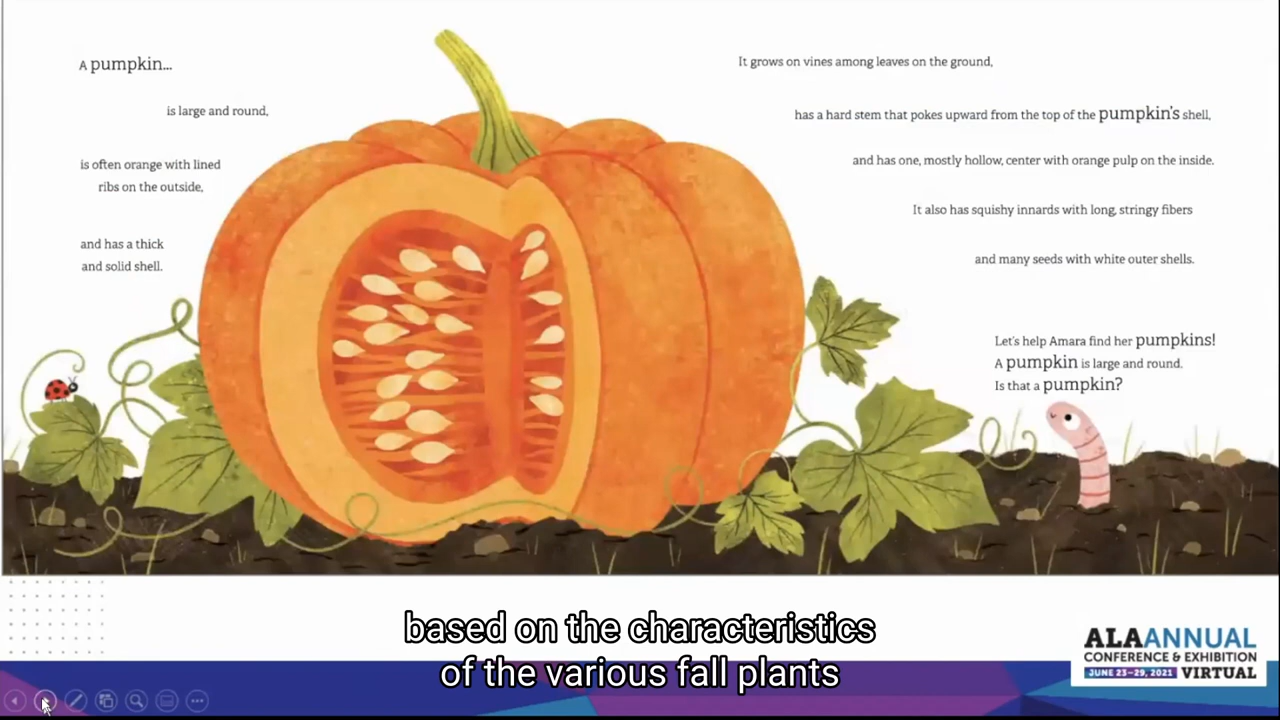 A pumpkin...
is large and round,
is often orange with lined
ribs on the outside,
and has a thick
and solid shell.
It grows on vines among leaves on the ground,
has a hard stem that pokes upward from the top of the pumpkin's shell,
and has one, mostly hollow, center with orange pulp on the inside.
It also has squishy innards with long, stringy fibers
and many seeds with white outer shells.
Let's help Amara find her pumpkins!
A pumpkin is large and round.
Is that a pumpkin?
based on the characteristics
of the various fall plants
ALAANNUAL
CONFERENCE & EXHIBITION
JUNE 23–29, 2021 VIRTUAL